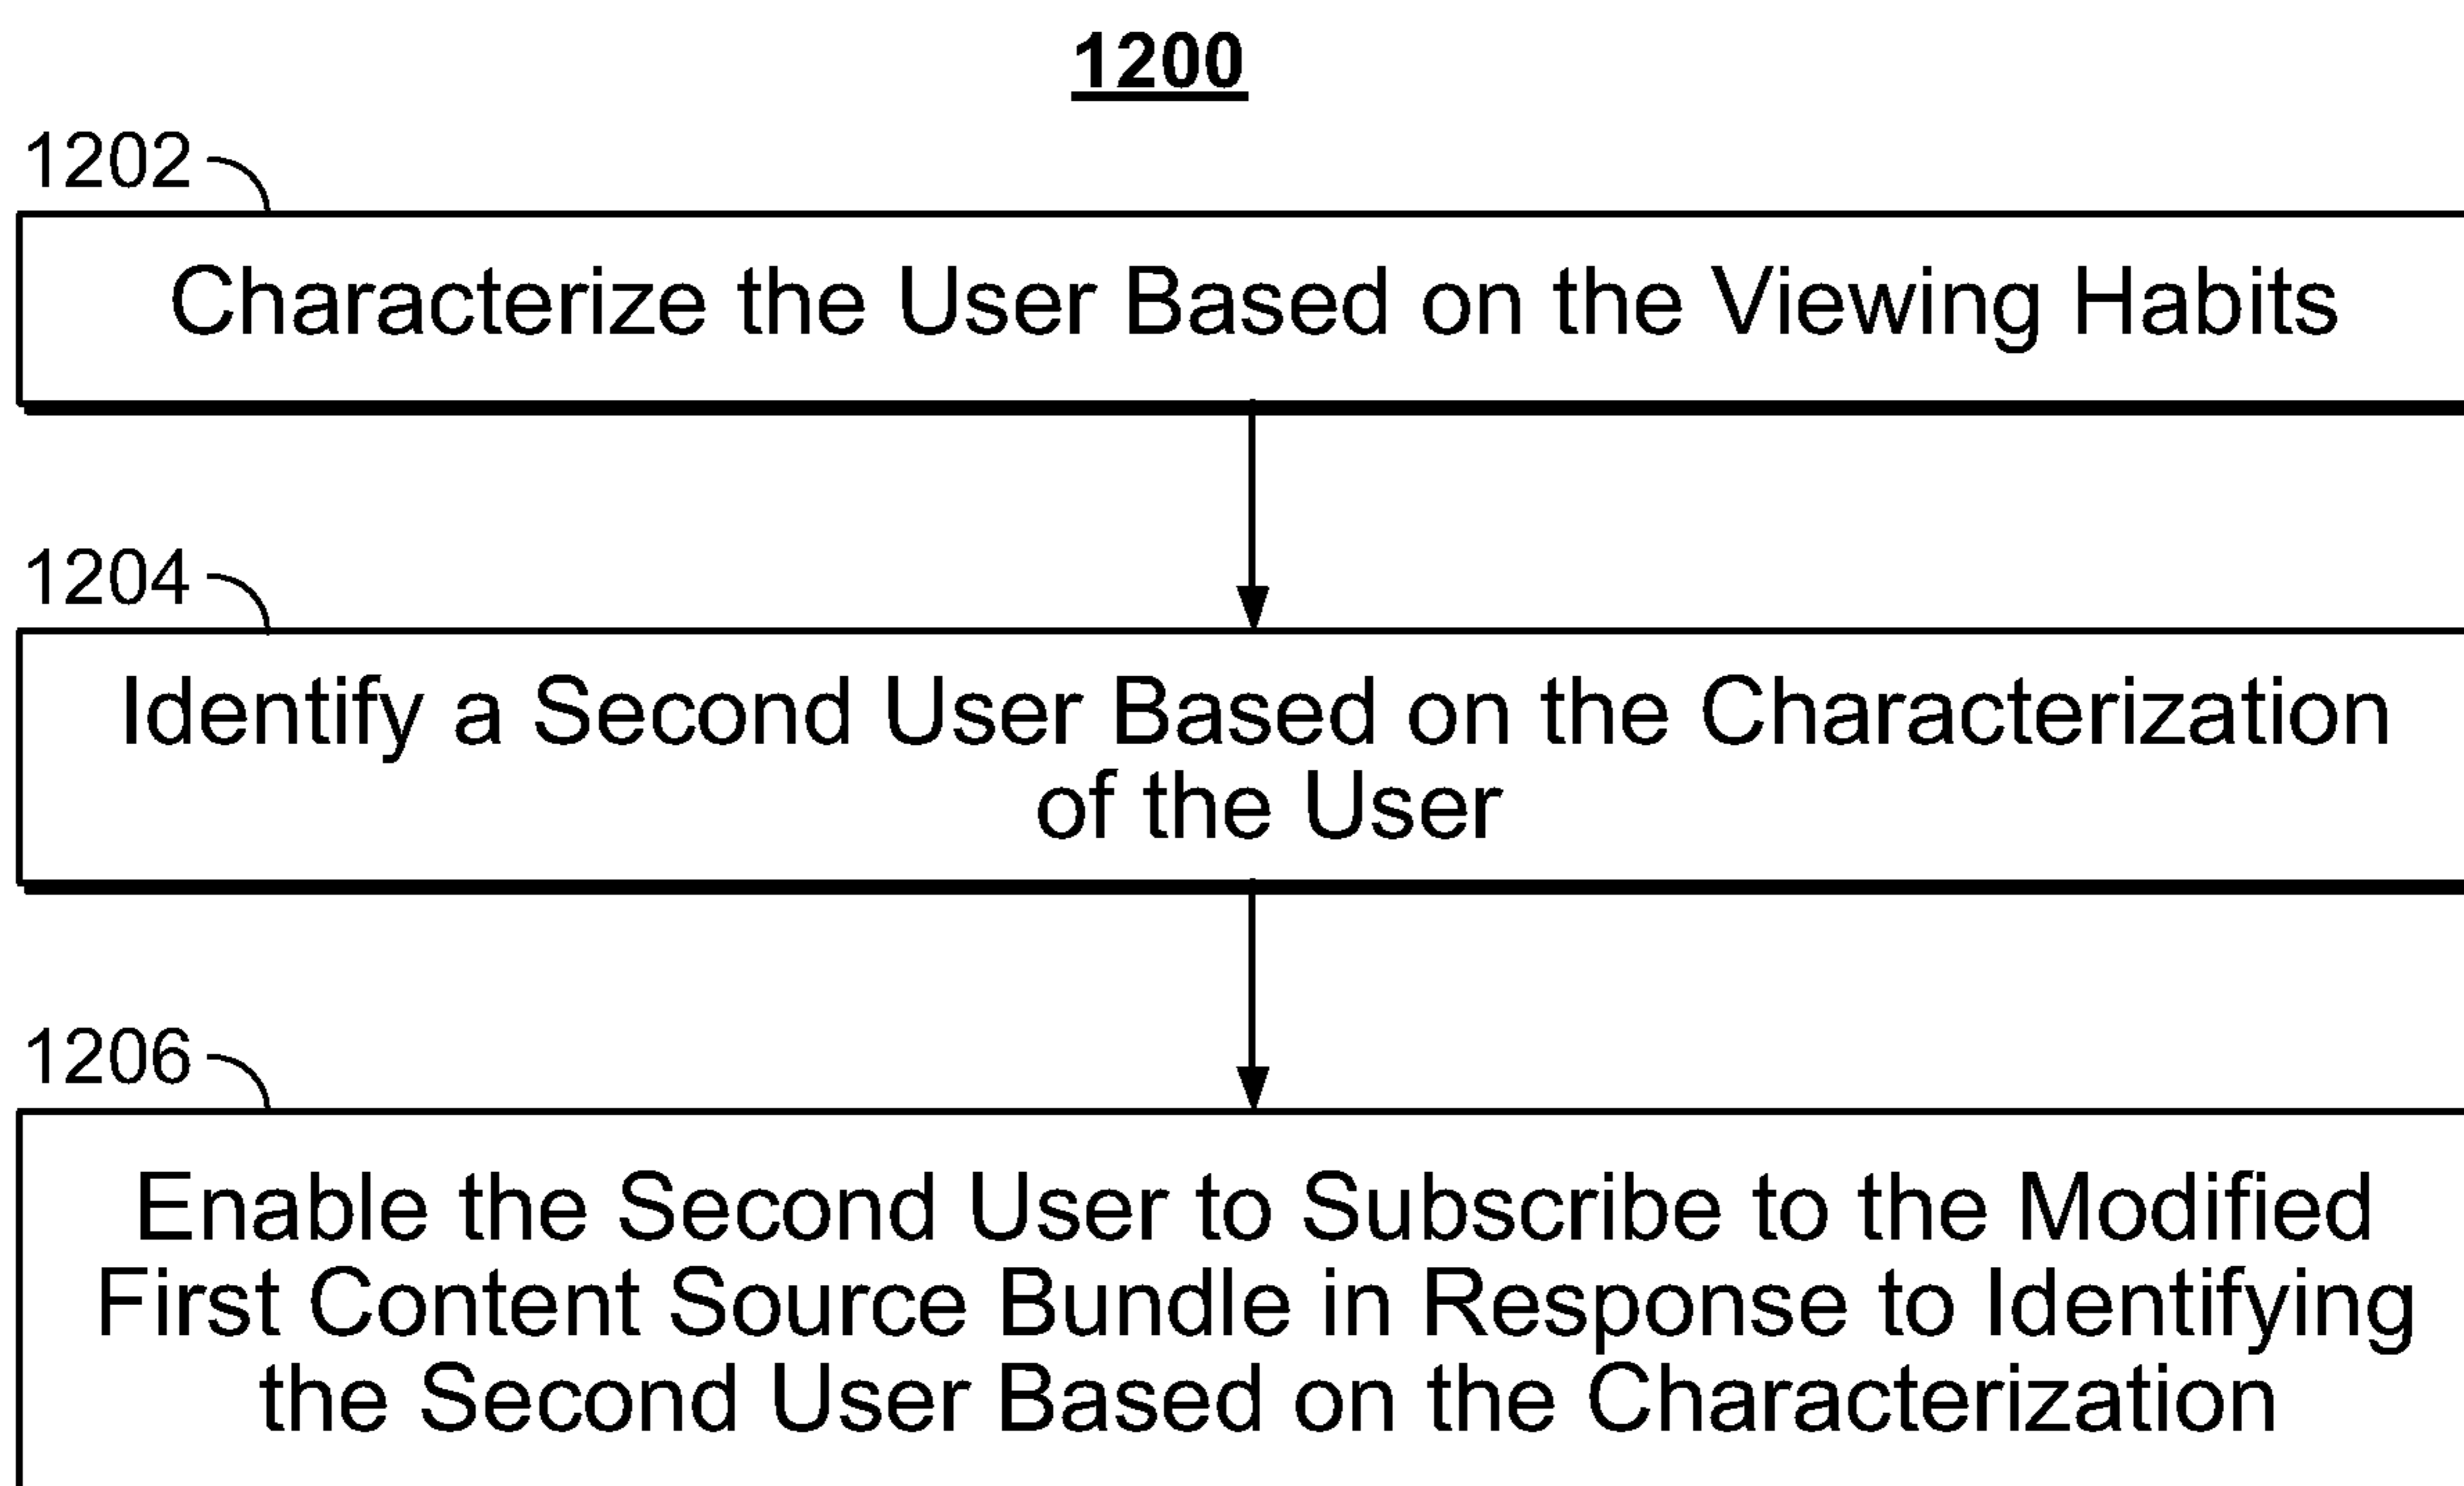 1200
1202
Characterize the User Based on the Viewing Habits
1204
Identify a Second User Based on the Characterization
of the User
1206
Enable the Second User to Subscribe to the Modified
First Content Source Bundle in Response to Identifying
the Second User Based on the Characterization